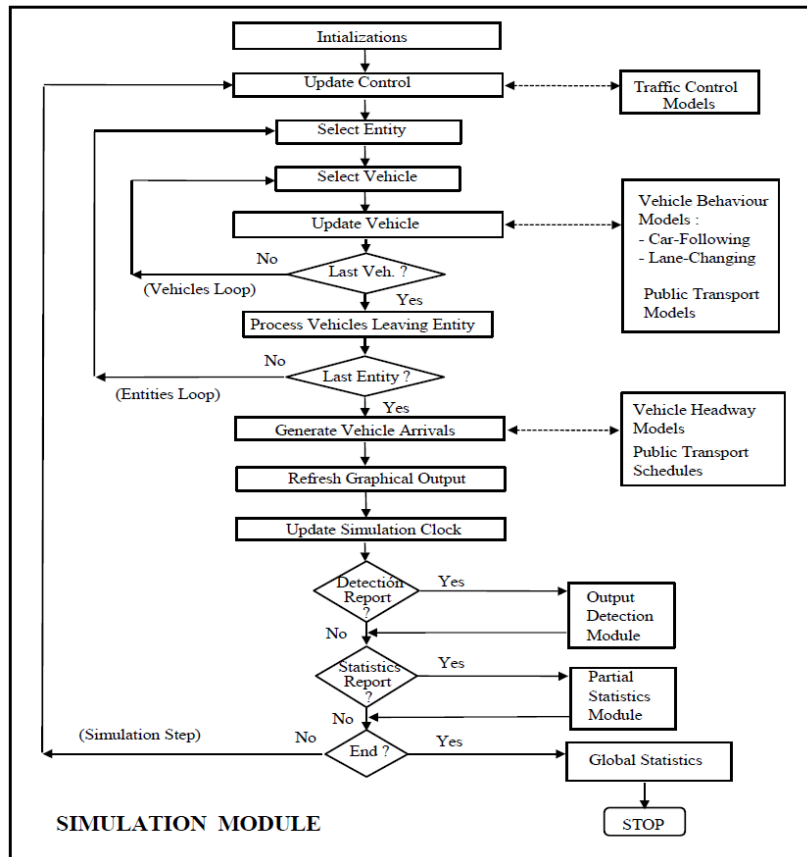 Intializations
Update Control
Traffic Control
Models
Select Entity
Select Vehicle
Update Vehicle
Vehicle Behaviour
Models :
- Car-Following
- Lane-Changing
Public Transport
Models
No
Last Veh. ?
(Vehicles Loop)
Yes
Process Vehicles Leaving Entity
No
Last Entity ?
(Entities Loop)
Yes
Generate Vehicle Arrivals
Vehicle Headway
Models
Public Transport
Schedules
Refresh Graphical Output
Update Simulation Clock
Detectión
Report
?
Yes
Output
Detection
Module
No
Statistics
Report
?
Yes
Partial
Statistics
Module
No
(Simulation Step)
No
End ?
Yes
Global Statistics
STOP
SIMULATION MODULE